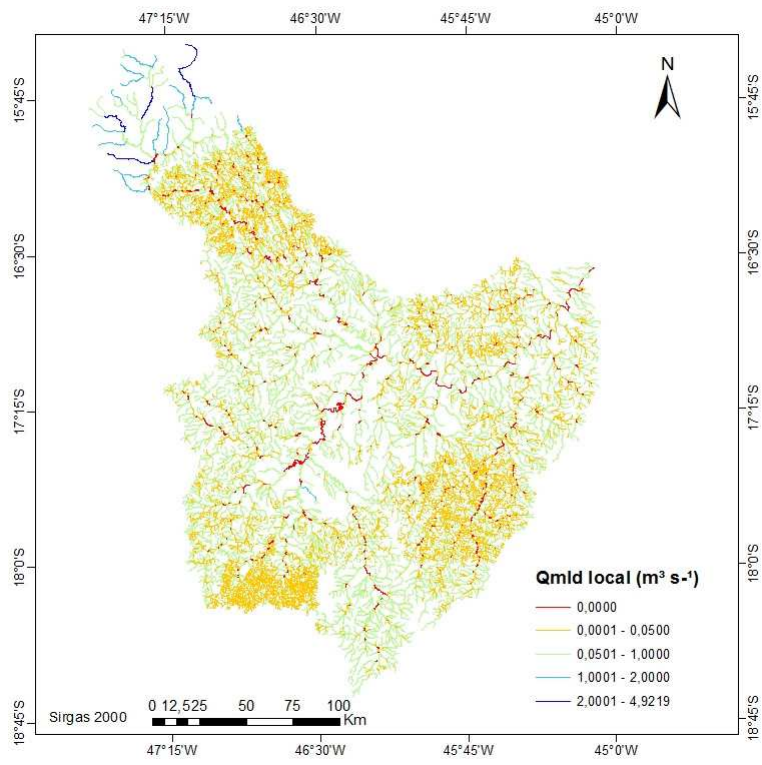 47°15'W 46°30'W 45°45'W 45°0'W
N
15°45'S 15°45'S
16°30'S 16°30'S
17°15'S 17°15'S
18°0'S 18°0'S
18°45'S 18°45'S
Qmld local (m³ s-¹)
0,0000
0,0001 - 0,0500
0,0501 - 1,0000
1,0001 - 2,0000
2,0001 - 4,9219
0 12,525 50 75 100
Sirgas 2000 Km
47°15'W 46°30'W 45°45'W 45°0'W